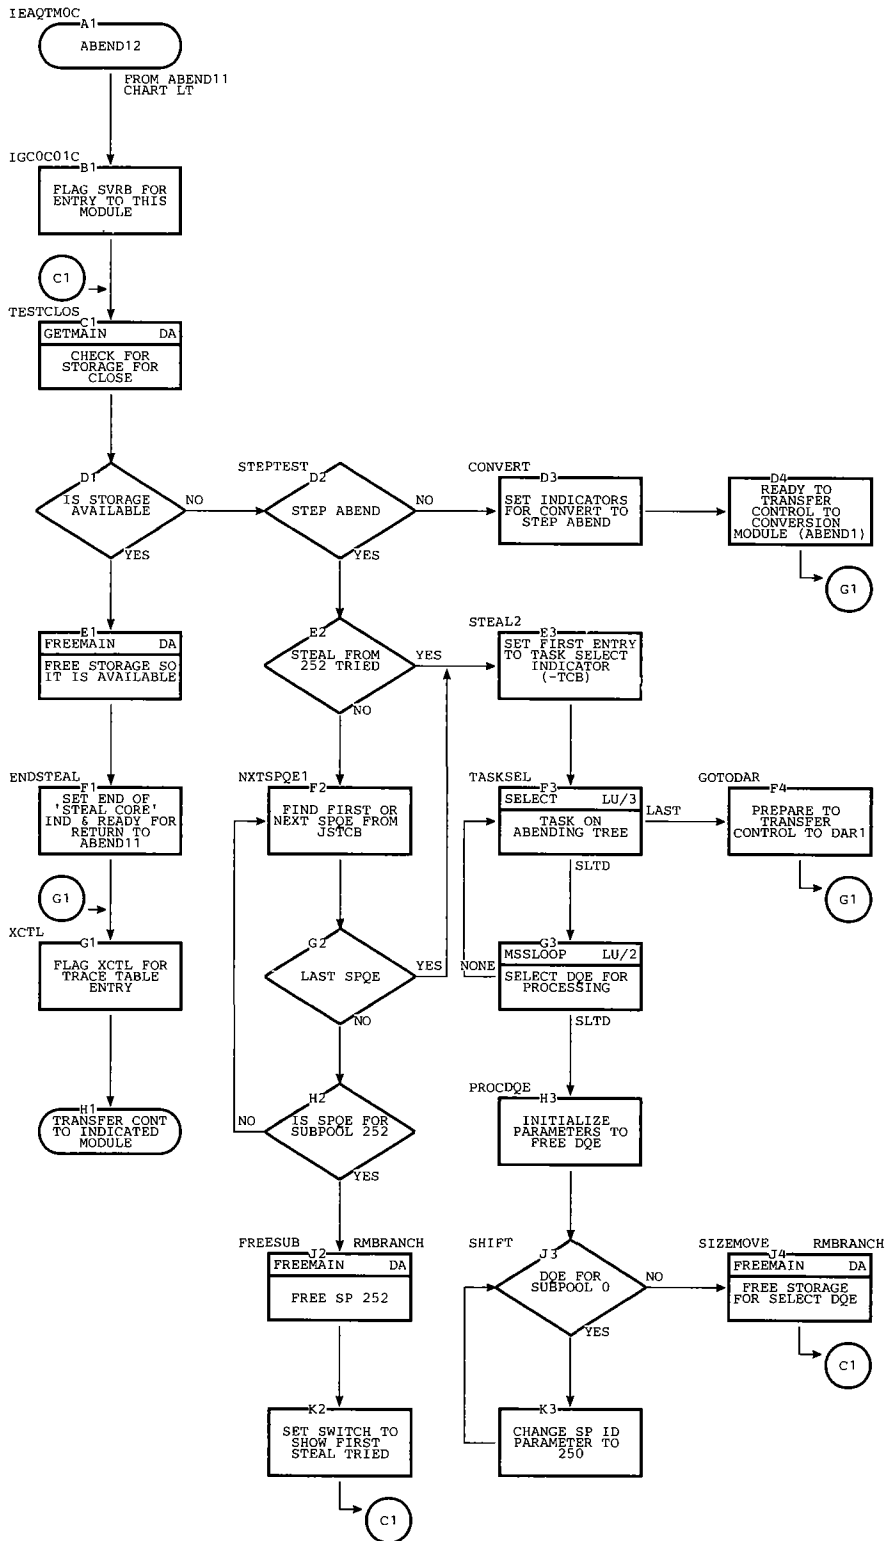 IEAQTM0C
A1
ABEND12
FROM ABEND11
CHART LT
IGC0C01C
B1
FLAG SVRB FOR
ENTRY TO THIS
MODULE
C1
TESTCLOS
C1
GETMAIN DA
CHECK FOR
STORAGE FOR
CLOSE
D1
IS STORAGE
AVAILABLE
NO
YES
STEPTEST
D2
STEP ABEND
NO
YES
CONVERT
D3
SET INDICATORS
FOR CONVERT TO
STEP ABEND
D4
READY TO
TRANSFER
CONTROL TO
CONVERSION
MODULE (ABEND1)
G1
E1
FREEMAIN DA
FREE STORAGE SO
IT IS AVAILABLE
E2
STEAL FROM
252 TRIED
YES
NO
STEAL2
E3
SET FIRST ENTRY
TO TASK SELECT
INDICATOR
(-TCB)
ENDSTEAL
F1
SET END OF
'STEAL CORE'
IND & READY FOR
RETURN TO
ABEND11
NXTSPQE1
F2
FIND FIRST OR
NEXT SPQE FROM
JSTCB
TASKSEL
F3
SELECT LU/3
TASK ON
ABENDING TREE
LAST
SLTD
GOTODAR
F4
PREPARE TO
TRANSFER
CONTROL TO DAR1
G1
G1
XCTL
G1
FLAG XCTL FOR
TRACE TABLE
ENTRY
G2
LAST SPQE
YES
NO
G3
MSSLOOP LU/2
NONE
SELECT DQE FOR
PROCESSING
SLTD
H1
TRANSFER CONT
TO INDICATED
MODULE
H2
IS SPQE FOR
SUBPOOL 252
NO
YES
PROCDQE
H3
INITIALIZE
PARAMETERS TO
FREE DQE
FREESUB RMBRANCH
J2
FREEMAIN DA
FREE SP 252
SHIFT
J3
DQE FOR
SUBPOOL 0
NO
YES
SIZEMOVE RMBRANCH
J4
FREEMAIN DA
FREE STORAGE
FOR SELECT DQE
C1
K2
SET SWITCH TO
SHOW FIRST
STEAL TRIED
C1
K3
CHANGE SP ID
PARAMETER TO
250